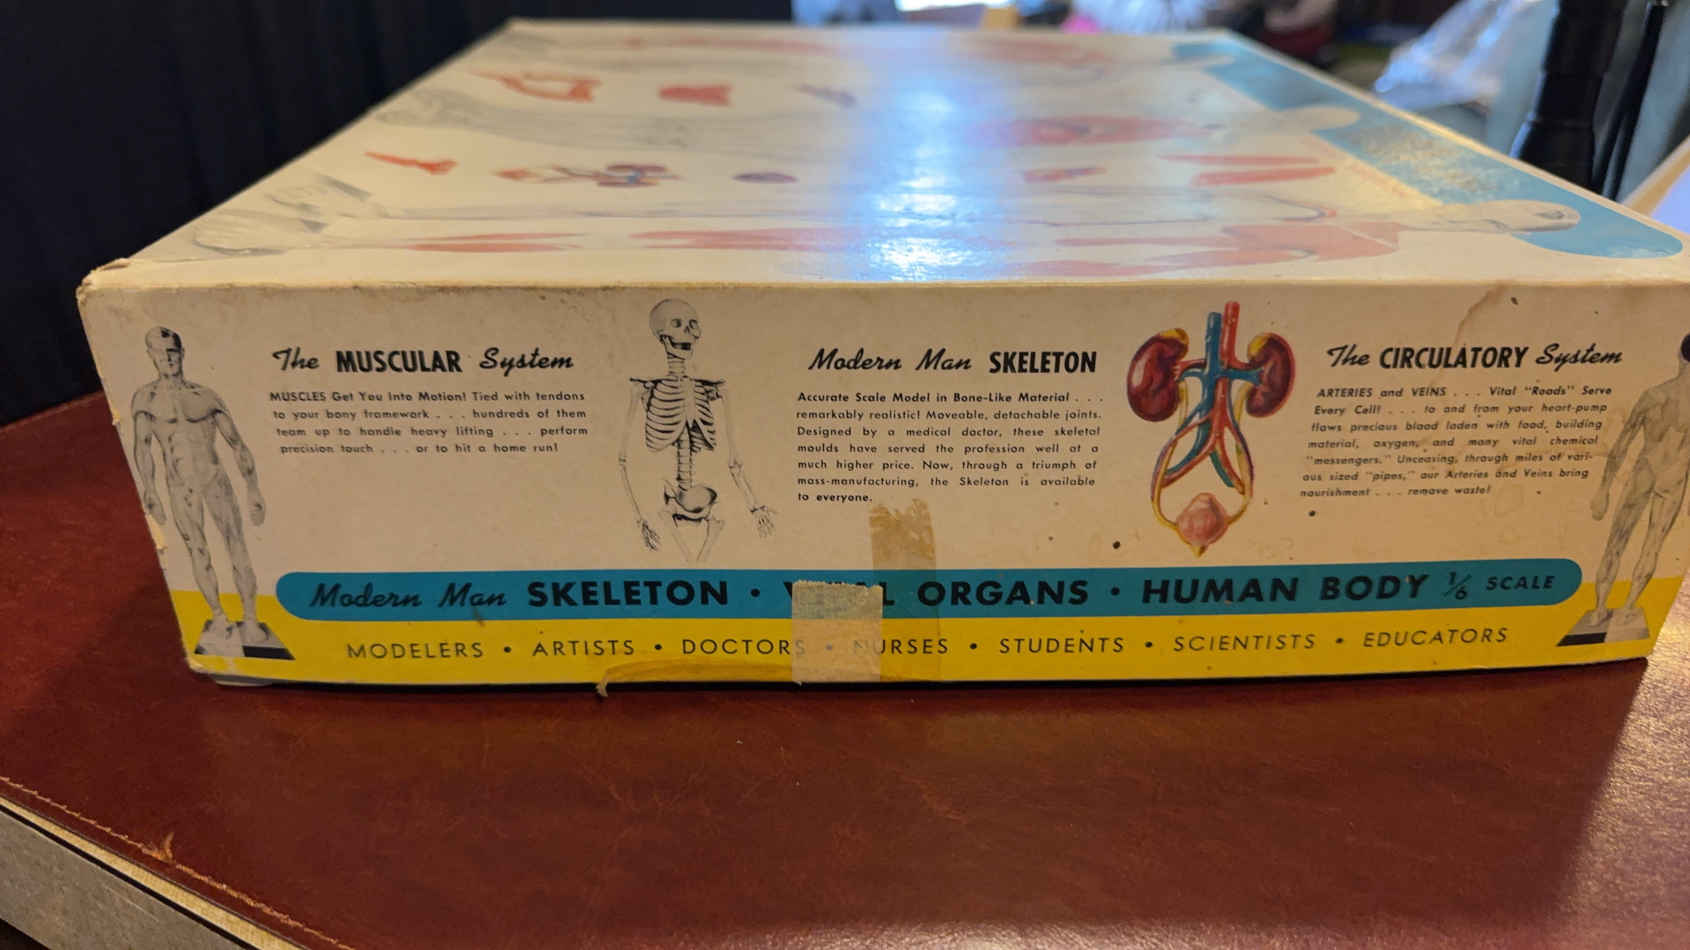 The MUSCULAR System
MUSCLES Get You Into Motion! Tied with tendons
to your bony framework . . . hundreds of them
team up to handle heavy lifting . . . perform
precision touch . . . or to hit a home run!
Modern Man SKELETON
Accurate Scale Model in Bone-Like Material . . .
remarkably realistic! Moveable, detachable joints.
Designed by a medical doctor, these skeletal
moulds have served the profession well at a
much higher price. Now, through a triumph of
mass-manufacturing, the Skeleton is available
to everyone.
The CIRCULATORY System
ARTERIES and VEINS . . . Vital "Roads" Serve
Every Cell! . . . to and from your heart-pump
flows precious blood laden with food, building
material, oxygen, and many vital chemical
"messengers." Unceasing, through miles of vari-
ous sized "pipes," our Arteries and Veins bring
nourishment . . . remove waste!
Modern Man SKELETON • ORGANS • HUMAN BODY 1/6 SCALE
MODELERS • ARTISTS • DOCTORS • NURSES • STUDENTS • SCIENTISTS • EDUCATORS